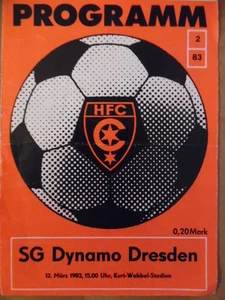 PROGRAMM
2
83
HFC
0,20 Mark
SG Dynamo Dresden
12. März 1983, 15.00 Uhr, Kurt-Wabbel-Stadion